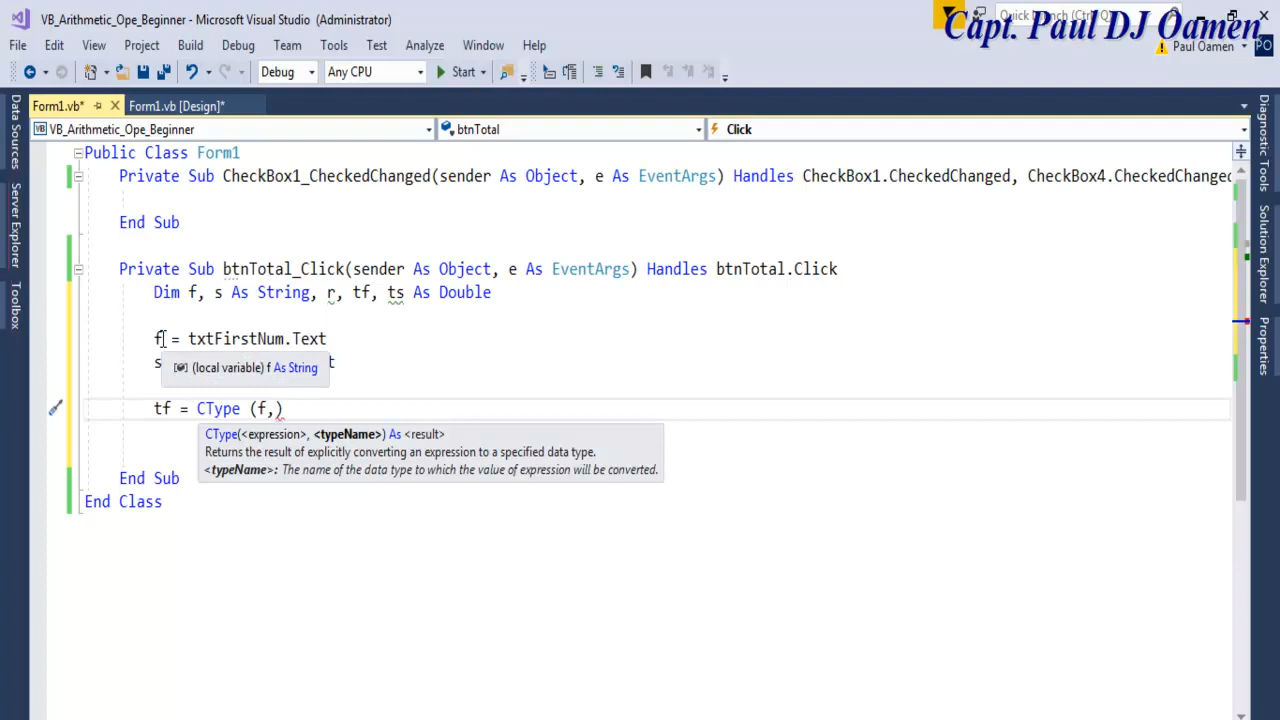 VB_Arithmetic_Ope_Beginner - Microsoft Visual Studio (Administrator)
Quick Launch (Ctrl+Q)
Capt. Paul DJ Oamen
File Edit View Project Build Debug Team Tools Test Analyze Window Help
Paul Oamen PO
Debug Any CPU Start
Form1.vb* Form1.vb [Design]*
VB_Arithmetic_Ope_Beginner btnTotal Click
Public Class Form1
Private Sub CheckBox1_CheckedChanged(sender As Object, e As EventArgs) Handles CheckBox1.CheckedChanged, CheckBox4.CheckedChanged
End Sub
Private Sub btnTotal_Click(sender As Object, e As EventArgs) Handles btnTotal.Click
Dim f, s As String, r, tf, ts As Double
f = txtFirstNum.Text
s t
(local variable) f As String
tf = CType (f,)
CType(<expression>, <typeName>) As <result>
Returns the result of explicitly converting an expression to a specified data type.
<typeName>: The name of the data type to which the value of expression will be converted.
End Sub
End Class
Data Sources
Server Explorer
Toolbox
Diagnostic Tools
Solution Explorer
Properties